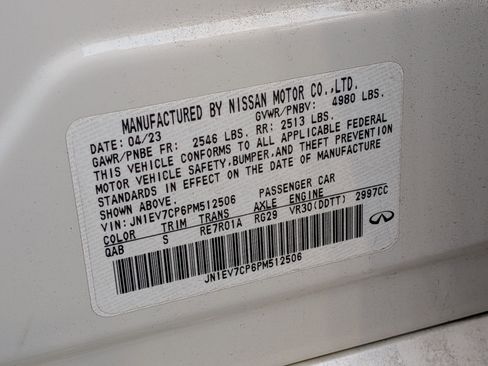 MANUFACTURED BY NISSAN MOTOR CO.,LTD.
DATE: 04/23 GVWR/PNBV: 4980 LBS.
GAWR/PNBE FR: 2546 LBS. RR: 2513 LBS.
THIS VEHICLE CONFORMS TO ALL APPLICABLE FEDERAL
MOTOR VEHICLE SAFETY,BUMPER,AND THEFT PREVENTION
STANDARDS IN EFFECT ON THE DATE OF MANUFACTURE
SHOWN ABOVE.
VIN: JN1EV7CP6PM512506 PASSENGER CAR
COLOR TRIM TRANS AXLE ENGINE
QAB S RE7R01A RG29 VR30(DDTT) 2997CC
JN1EV7CP6PM512506